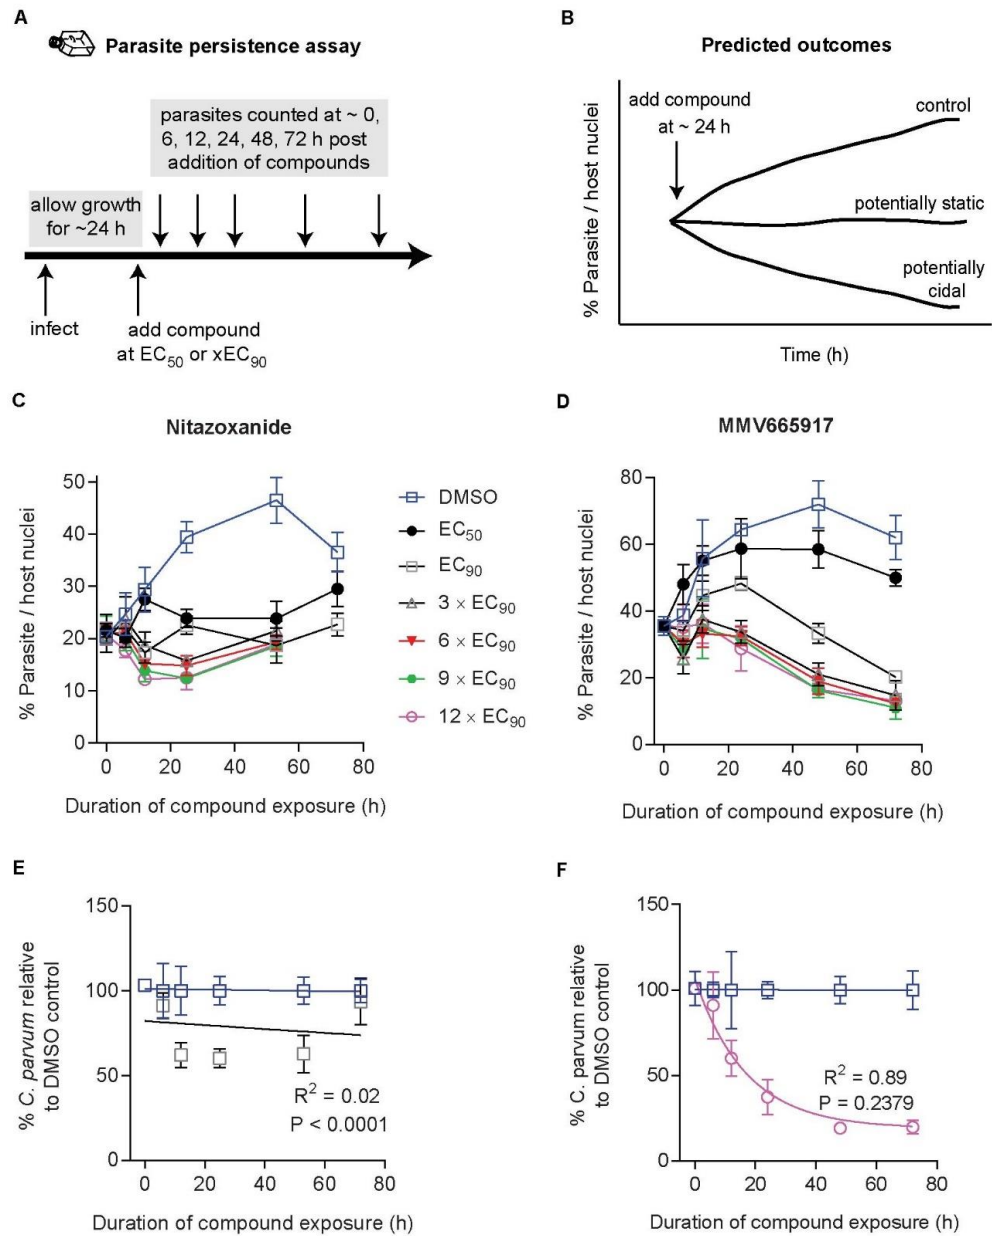 A
Parasite persistence assay
parasites counted at ~ 0,
6, 12, 24, 48, 72 h post
addition of compounds
allow growth
for ~24 h
infect
add compound
at EC50 or xEC90
B
Predicted outcomes
add compound
at ~ 24 h
control
potentially static
potentially
cidal
% Parasite / host nuclei
Time (h)
C
Nitazoxanide
% Parasite / host nuclei
50
40
30
20
10
0
0 20 40 60 80
Duration of compound exposure (h)
DMSO
EC50
EC90
3 × EC90
6 × EC90
9 × EC90
12 × EC90
D
MMV665917
% Parasite / host nuclei
80
60
40
20
0
0 20 40 60 80
Duration of compound exposure (h)
E
% C. parvum relative
to DMSO control
150
100
50
0
R2 = 0.02
P < 0.0001
0 20 40 60 80
Duration of compound exposure (h)
F
% C. parvum relative
to DMSO control
150
100
50
0
R2 = 0.89
P = 0.2379
0 20 40 60 80
Duration of compound exposure (h)